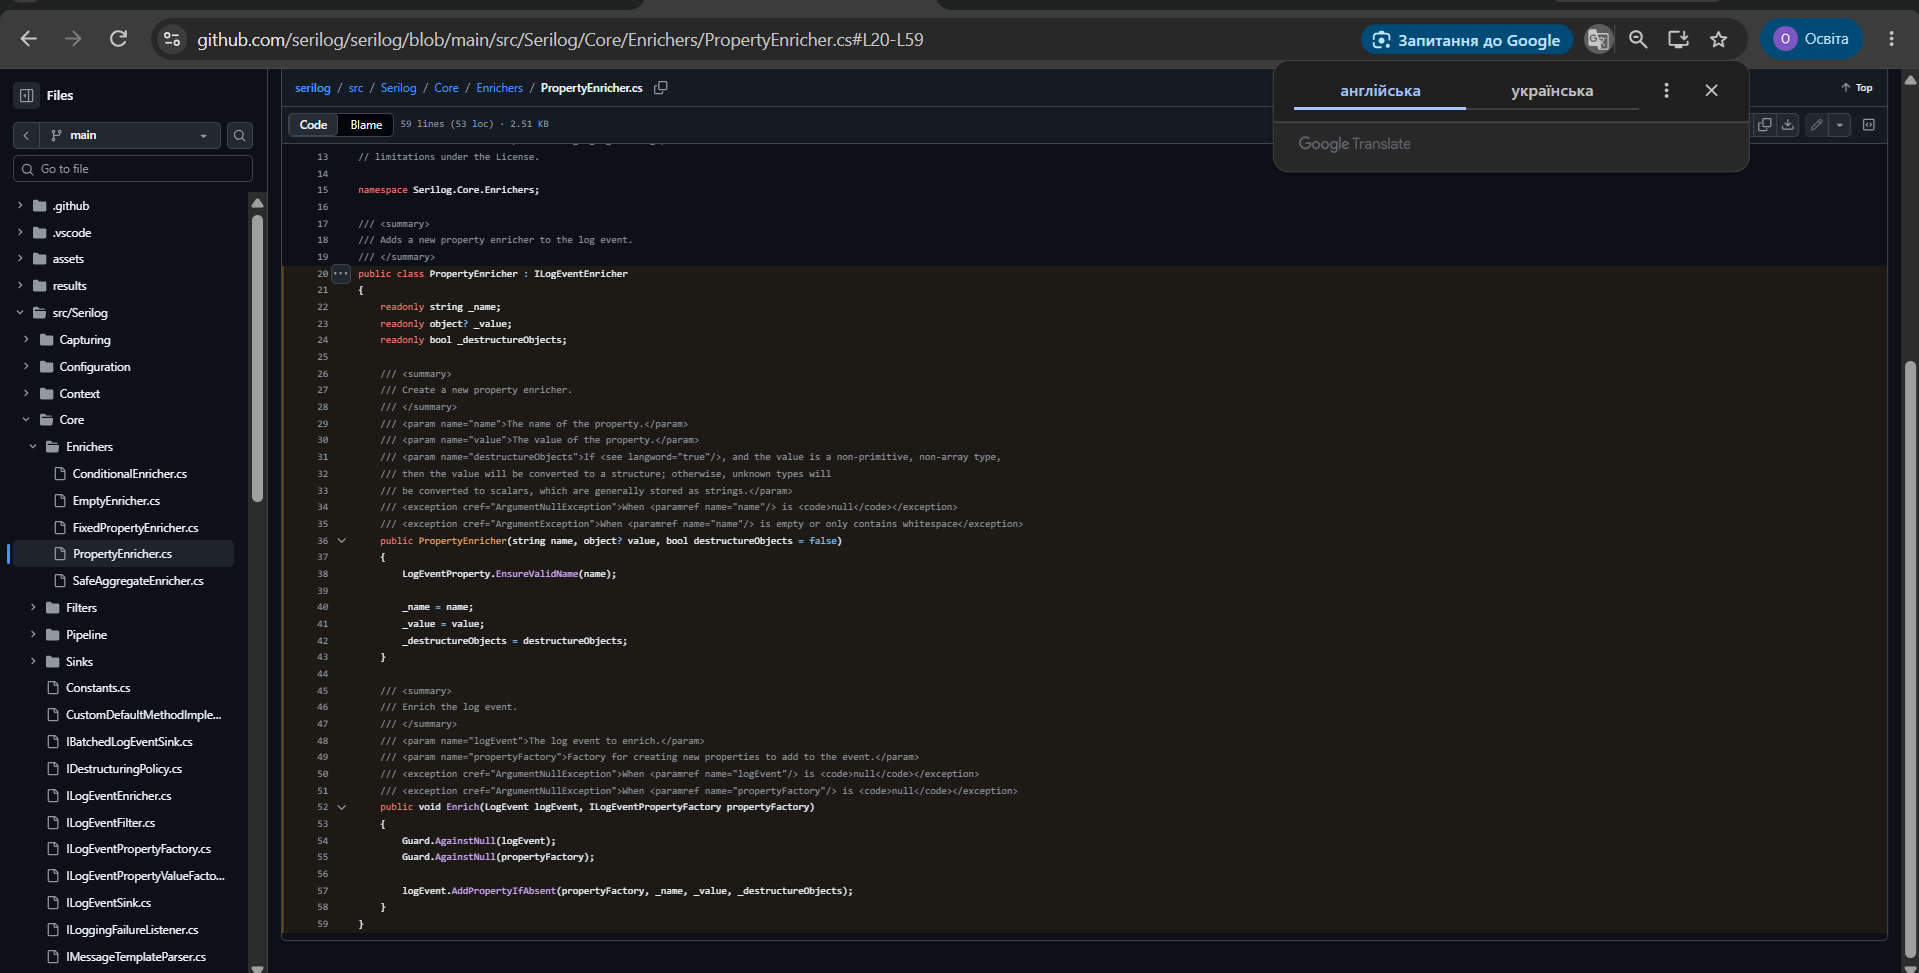 github.com/serilog/serilog/blob/main/src/Serilog/Core/Enrichers/PropertyEnricher.cs#L20-L59
Запитання до Google
О
Освіта
англійська
українська
Google Translate
Files
main
Go to file
.github
.vscode
assets
results
src/Serilog
Capturing
Configuration
Context
Core
Enrichers
ConditionalEnricher.cs
EmptyEnricher.cs
FixedPropertyEnricher.cs
PropertyEnricher.cs
SafeAggregateEnricher.cs
Filters
Pipeline
Sinks
Constants.cs
CustomDefaultMethodImple...
IBatchedLogEventSink.cs
IDestructuringPolicy.cs
ILogEventEnricher.cs
ILogEventFilter.cs
ILogEventPropertyFactory.cs
ILogEventPropertyValueFacto...
ILogEventSink.cs
ILoggingFailureListener.cs
IMessageTemplateParser.cs
serilog / src / Serilog / Core / Enrichers / PropertyEnricher.cs
Top
Code Blame 59 lines (53 loc) · 2.51 KB
13 // limitations under the License.
14
15 namespace Serilog.Core.Enrichers;
16
17 /// <summary>
18 /// Adds a new property enricher to the log event.
19 /// </summary>
20 public class PropertyEnricher : ILogEventEnricher
21 {
22 readonly string _name;
23 readonly object? _value;
24 readonly bool _destructureObjects;
25
26 /// <summary>
27 /// Create a new property enricher.
28 /// </summary>
29 /// <param name="name">The name of the property.</param>
30 /// <param name="value">The value of the property.</param>
31 /// <param name="destructureObjects">If <see langword="true"/>, and the value is a non-primitive, non-array type,
32 /// then the value will be converted to a structure; otherwise, unknown types will
33 /// be converted to scalars, which are generally stored as strings.</param>
34 /// <exception cref="ArgumentNullException">When <paramref name="name"/> is <code>null</code></exception>
35 /// <exception cref="ArgumentException">When <paramref name="name"/> is empty or only contains whitespace</exception>
36 public PropertyEnricher(string name, object? value, bool destructureObjects = false)
37 {
38 LogEventProperty.EnsureValidName(name);
39
40 _name = name;
41 _value = value;
42 _destructureObjects = destructureObjects;
43 }
44
45 /// <summary>
46 /// Enrich the log event.
47 /// </summary>
48 /// <param name="logEvent">The log event to enrich.</param>
49 /// <param name="propertyFactory">Factory for creating new properties to add to the event.</param>
50 /// <exception cref="ArgumentNullException">When <paramref name="logEvent"/> is <code>null</code></exception>
51 /// <exception cref="ArgumentNullException">When <paramref name="propertyFactory"/> is <code>null</code></exception>
52 public void Enrich(LogEvent logEvent, ILogEventPropertyFactory propertyFactory)
53 {
54 Guard.AgainstNull(logEvent);
55 Guard.AgainstNull(propertyFactory);
56
57 logEvent.AddPropertyIfAbsent(propertyFactory, _name, _value, _destructureObjects);
58 }
59 }